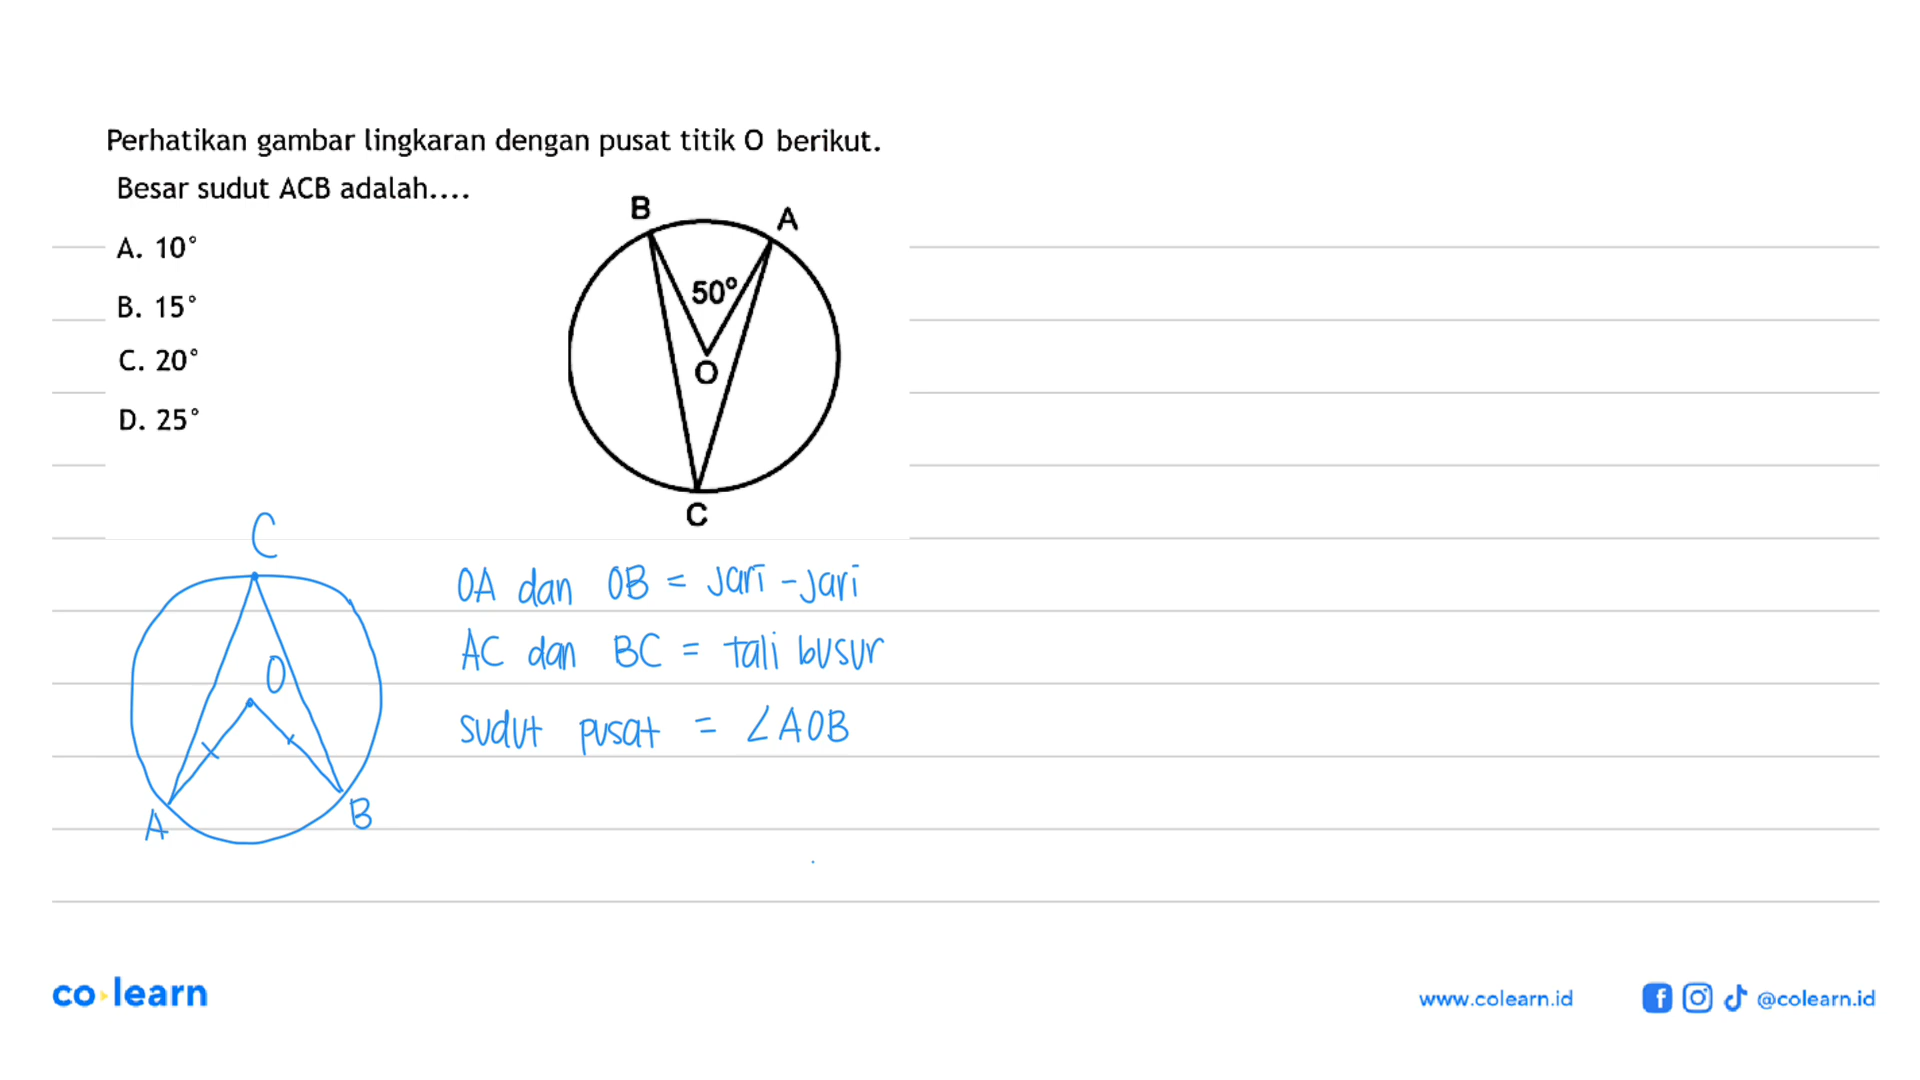 Perhatikan gambar lingkaran dengan pusat titik O berikut.
Besar sudut ACB adalah....
A. 10°
B. 15°
C. 20°
D. 25°
B
A
50°
O
C
C
O
A
B
OA dan OB = jari-jari
AC dan BC = tali busur
sudut pusat = ∠AOB
co learn
www.colearn.id
@colearn.id